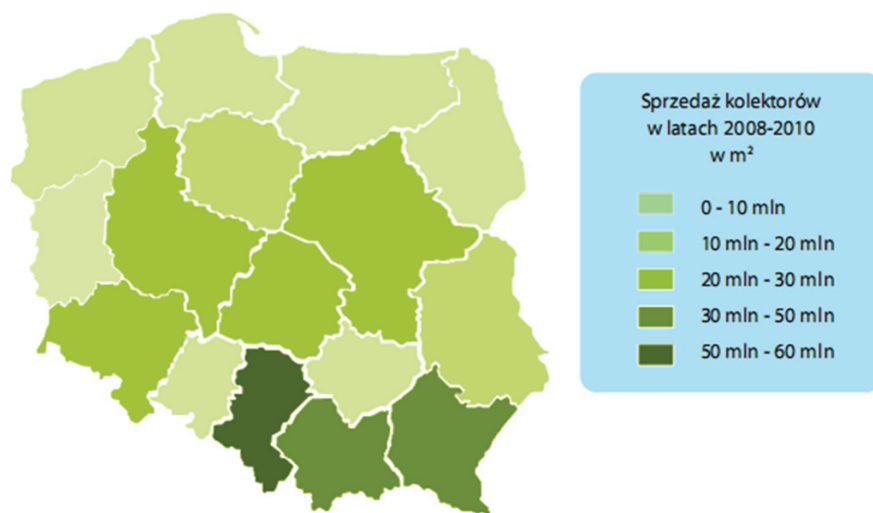 Sprzedaż kolektorów
w latach 2008-2010
w m²
0 - 10 mln
10 mln - 20 mln
20 mln - 30 mln
30 mln - 50 mln
50 mln - 60 mln